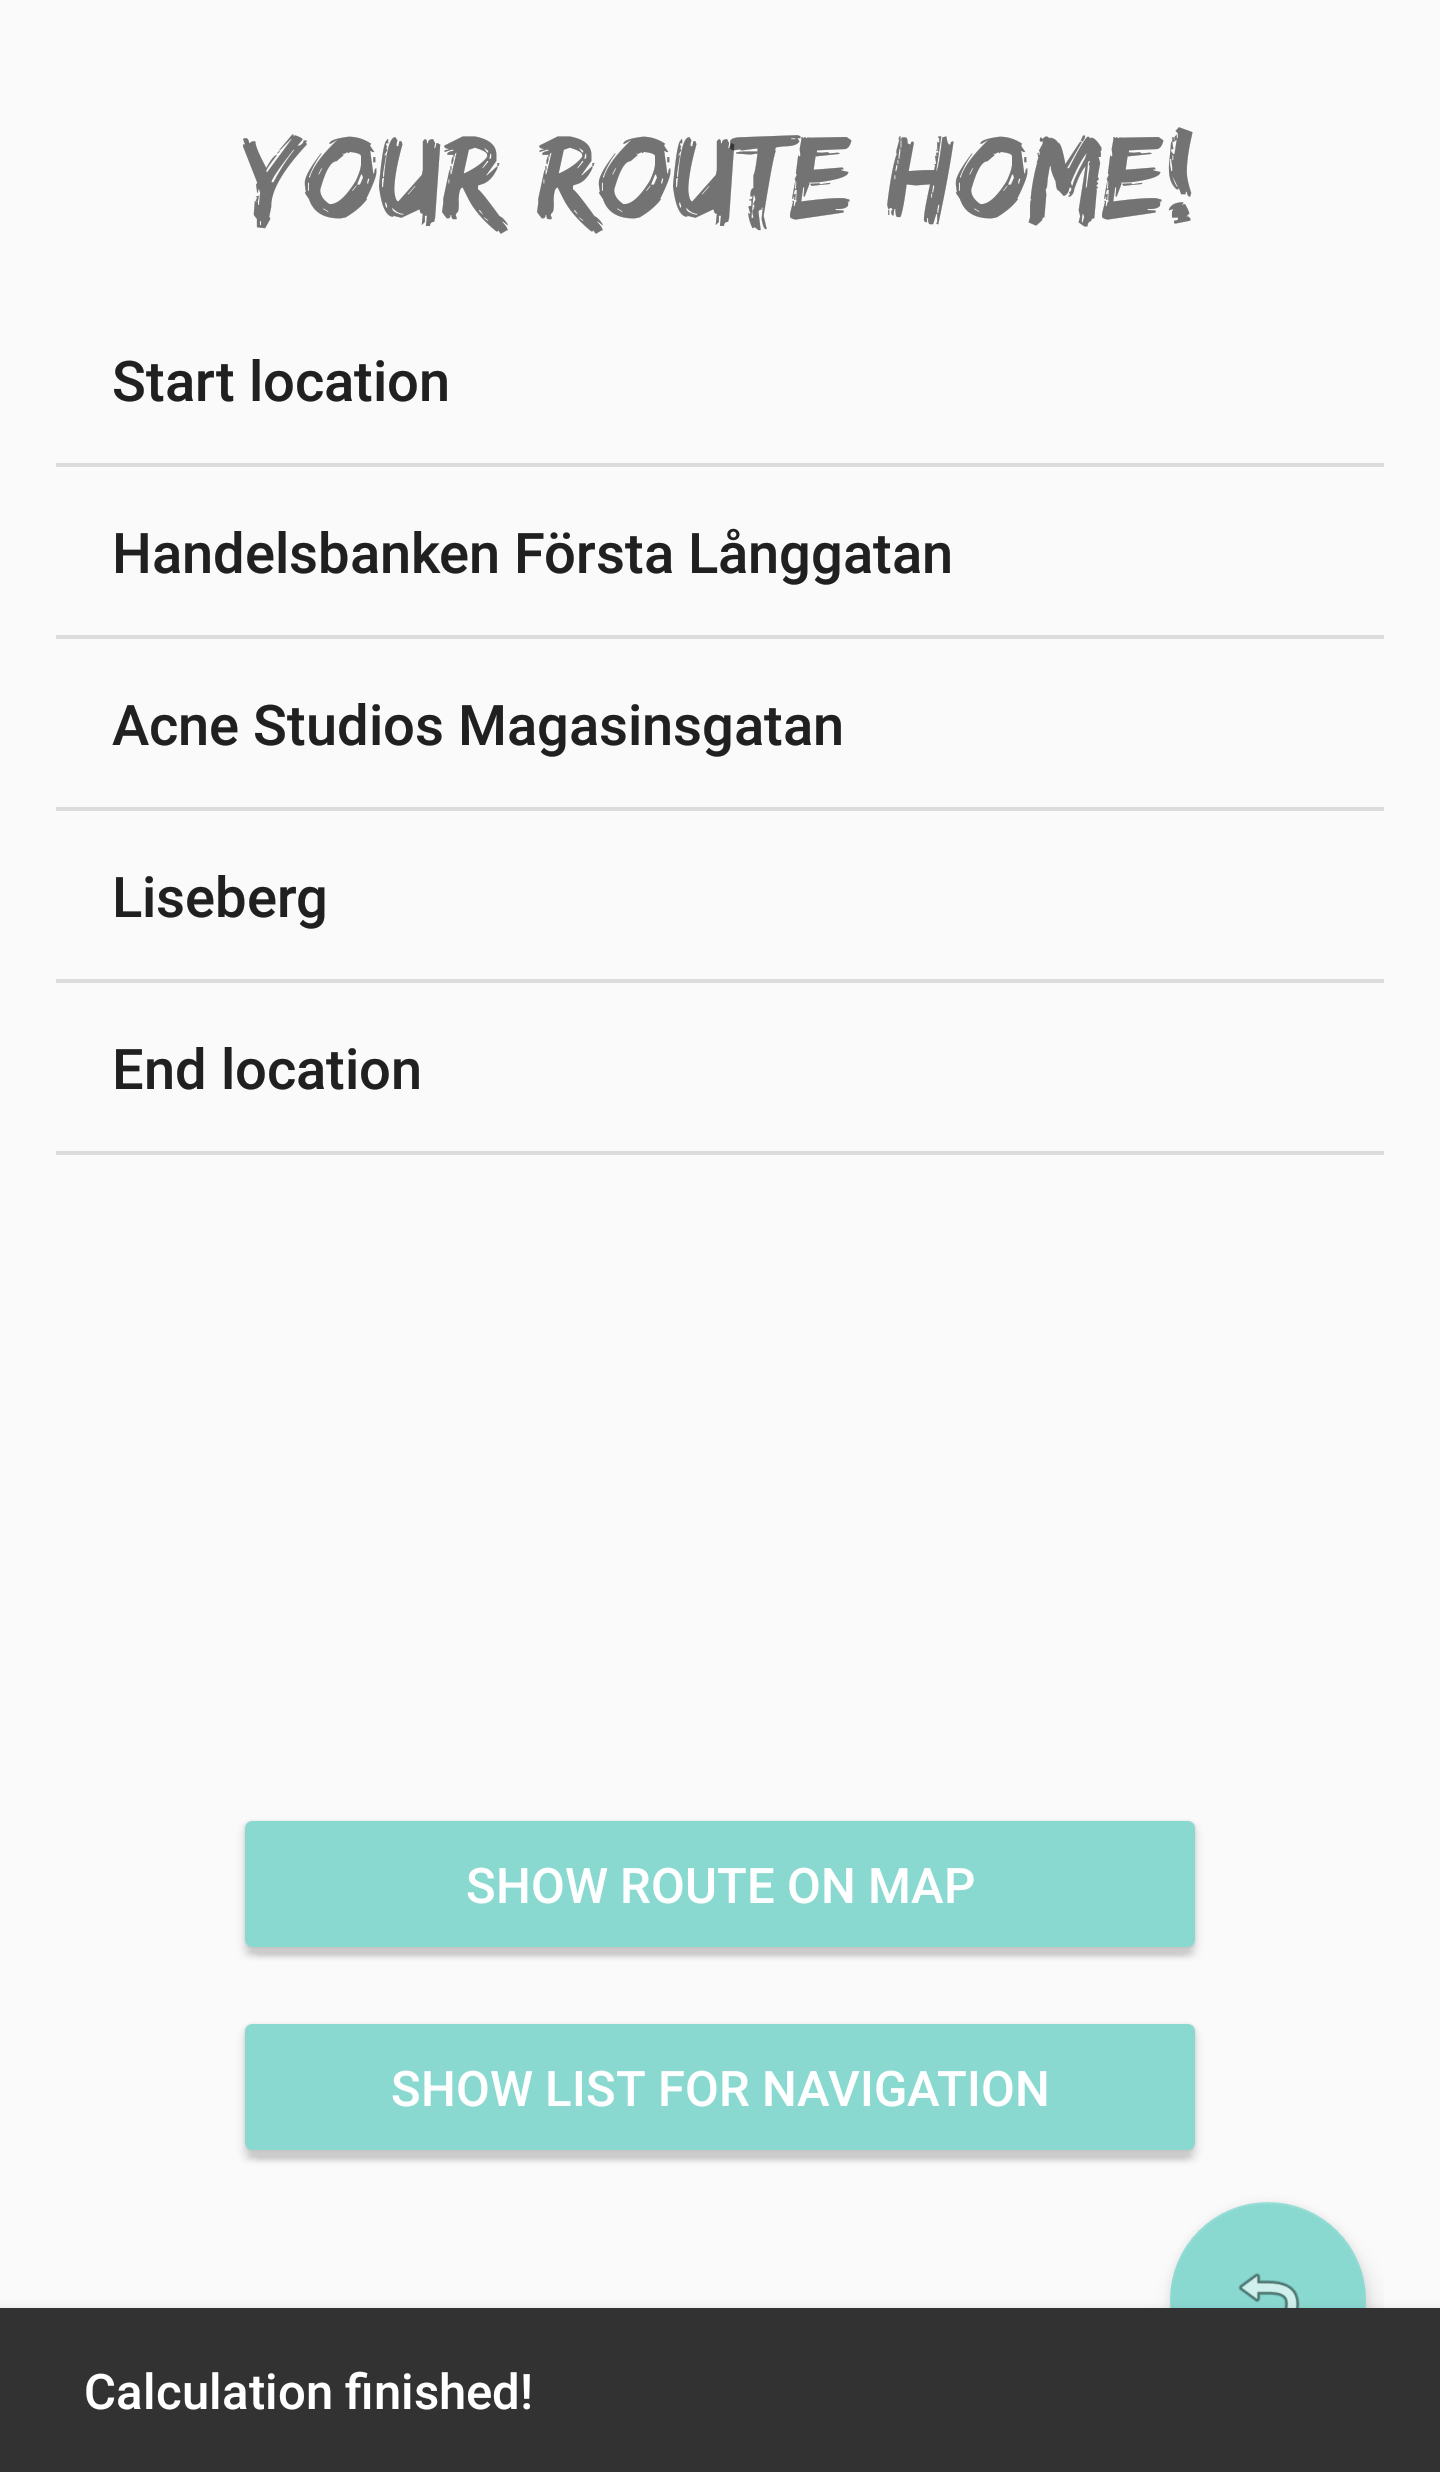 YOUR ROUTE HOME!
Start location
Handelsbanken Första Långgatan
Acne Studios Magasinsgatan
Liseberg
End location
SHOW ROUTE ON MAP
SHOW LIST FOR NAVIGATION
Calculation finished!